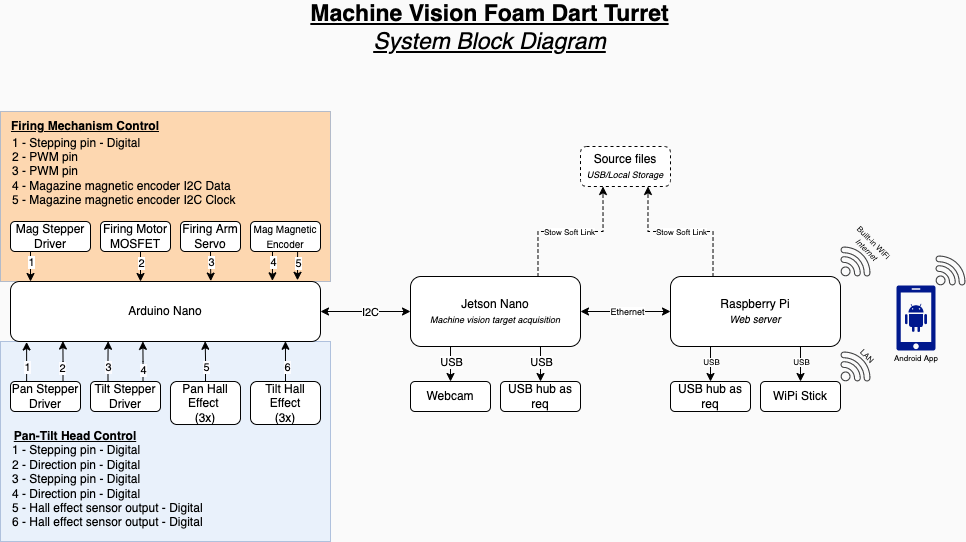 Machine Vision Foam Dart Turret
System Block Diagram
Firing Mechanism Control
1 - Stepping pin - Digital
2 - PWM pin
3 - PWM pin
4 - Magazine magnetic encoder I2C Data
5 - Magazine magnetic encoder I2C Clock
Mag Stepper
Driver
Firing Motor
MOSFET
Firing Arm
Servo
Mag Magnetic
Encoder
1
2
3
4
5
Arduino Nano
1
2
3
4
5
6
Pan Stepper
Driver
Tilt Stepper
Driver
Pan Hall
Effect
(3x)
Tilt Hall
Effect
(3x)
Pan-Tilt Head Control
1 - Stepping pin - Digital
2 - Direction pin - Digital
3 - Stepping pin - Digital
4 - Direction pin - Digital
5 - Hall effect sensor output - Digital
6 - Hall effect sensor output - Digital
I2C
Source files
USB/Local Storage
Stow Soft Link
Stow Soft Link
Jetson Nano
Machine vision target acquisition
Ethernet
Raspberry Pi
Web server
USB
USB
Webcam
USB hub as
req
USB
USB
USB hub as
req
WiPi Stick
Built-in WiFi
Internet
LAN
Android App